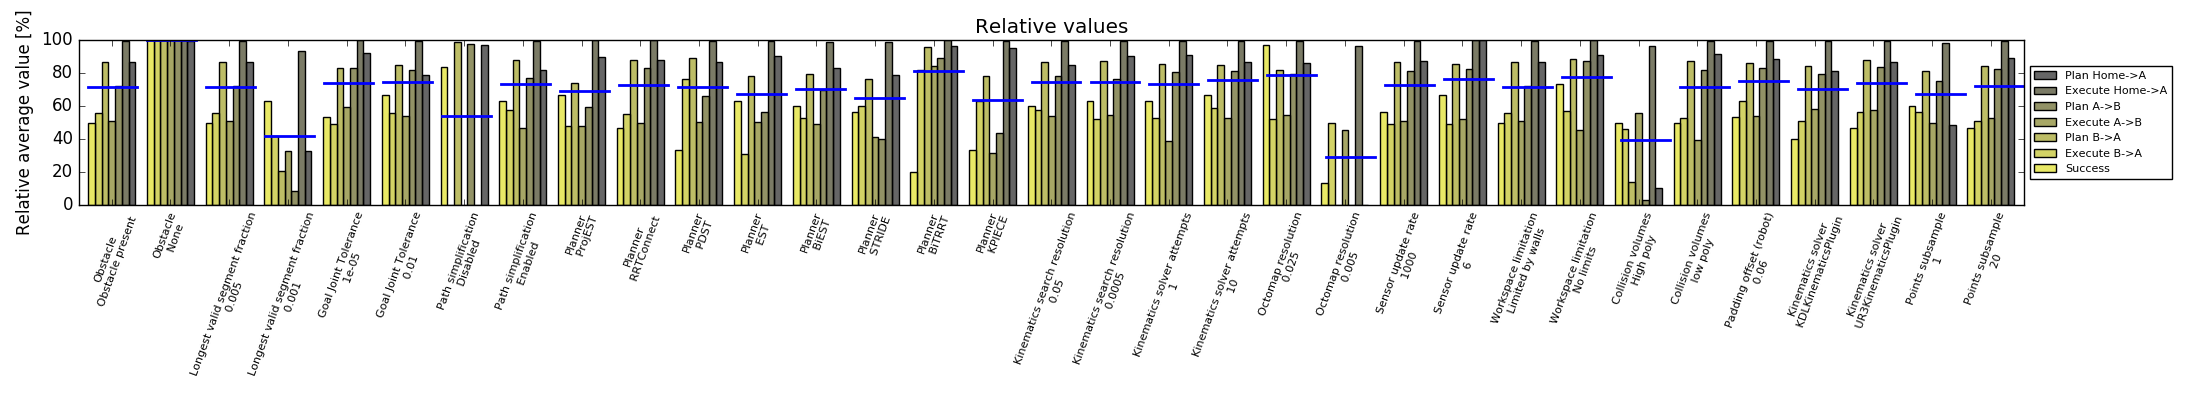 Relative values
Relative average value [%]
100
80
60
40
20
0
Plan Home->A
Execute Home->A
Plan A->B
Execute A->B
Plan B->A
Execute B->A
Success
Obstacle
Obstacle present
Obstacle
None
Longest valid segment fraction
0.005
Longest valid segment fraction
0.001
Goal Joint Tolerance
1e-05
Goal Joint Tolerance
0.01
Path simplification
Disabled
Path simplification
Enabled
Planner
ProjEST
Planner
RRTConnect
Planner
PDST
Planner
EST
Planner
BiEST
Planner
STRIDE
Planner
BiTRRT
Planner
KPIECE
Kinematics search resolution
0.05
Kinematics search resolution
0.0005
Kinematics solver attempts
1
Kinematics solver attempts
10
Octomap resolution
0.025
Octomap resolution
0.005
Sensor update rate
1000
Sensor update rate
6
Workspace limitation
Limited by walls
Workspace limitation
No limits
Collision volumes
High poly
Collision volumes
low poly
Padding offset (robot)
0.06
Kinematics solver
KDLKinematicsPlugin
Kinematics solver
UR3KinematicsPlugin
Points subsample
1
Points subsample
20